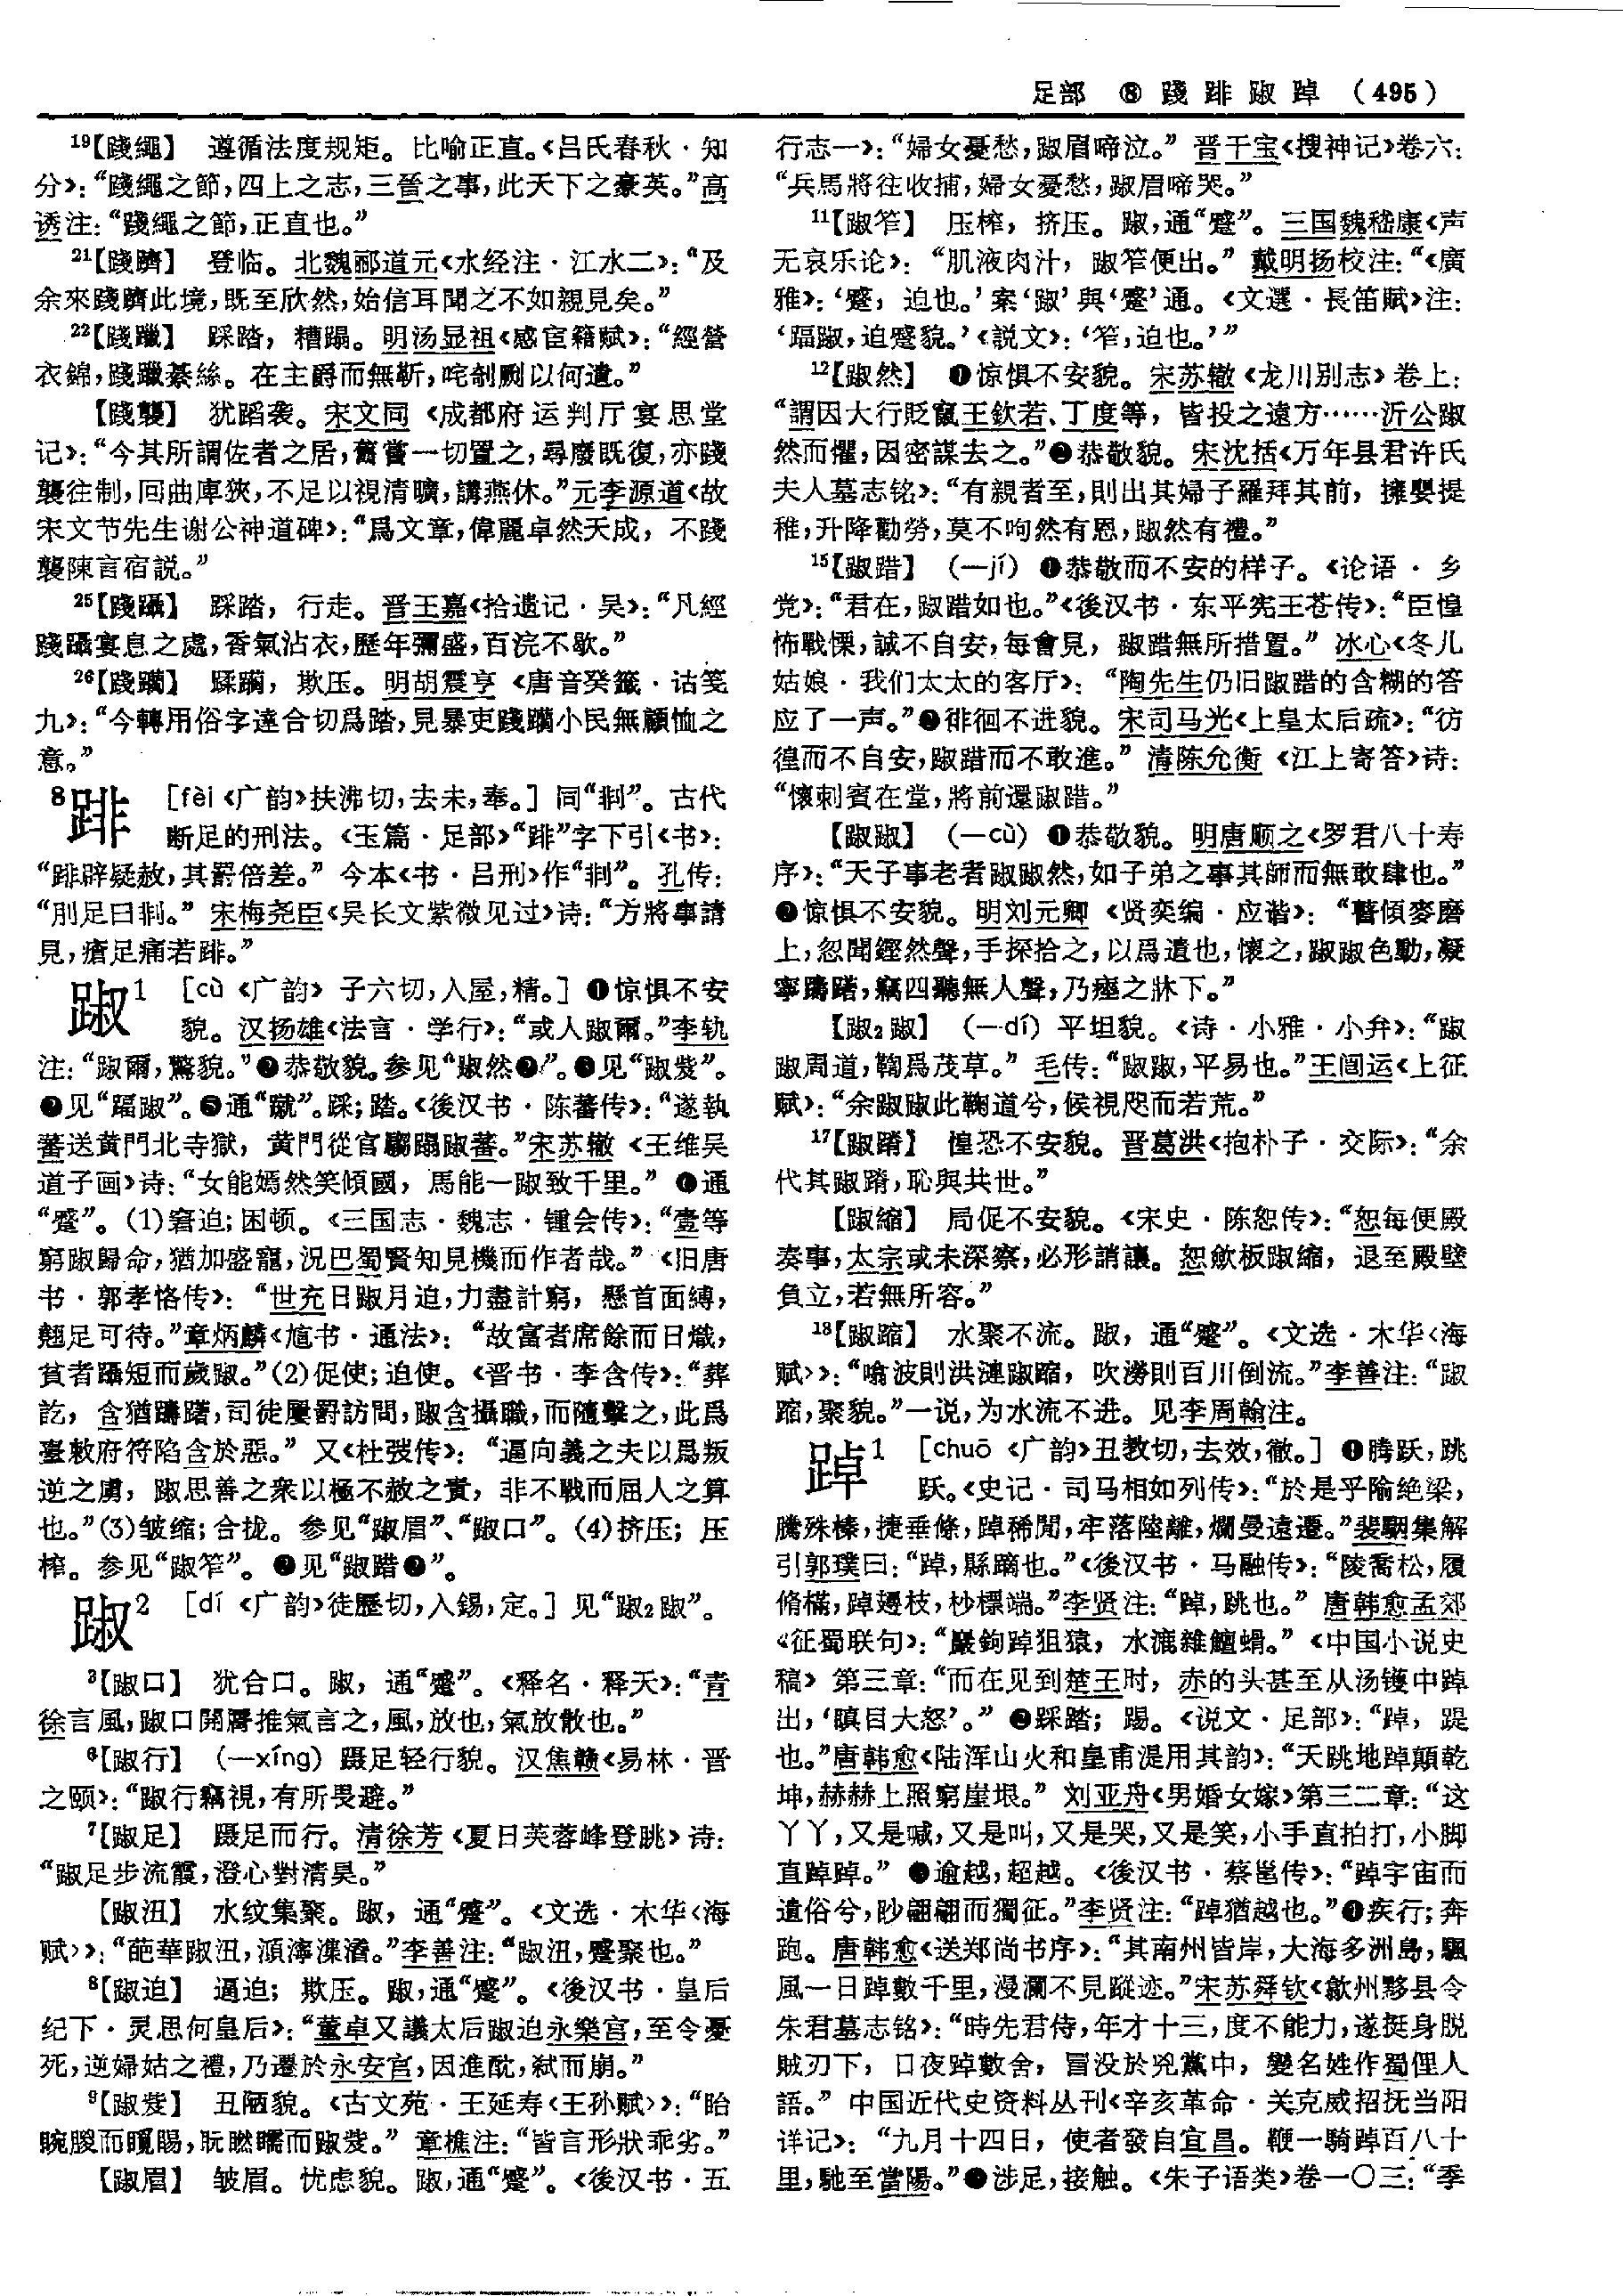 足部 ⑧ 踐 踍 踧 踔 (495)
¹⁹【踐繩】 遵循法度规矩。比喻正直。《吕氏春秋·知
分》：“踐繩之節，四上之志，三晉之事，此天下之豪英。”高
诱注：“踐繩之節，正直也。”
²¹【踐躋】 登临。北魏郦道元《水经注·江水二》：“及
余來踐躋此境，既至欣然，始信耳聞之不如親見矣。”
²²【踐躐】 踩踏，糟蹋。明汤显祖《感宦籍赋》：“經營
衣錦，踐躐綦絲。在主爵而無靳，咤刽劂以何遺。”
【踐襲】 犹蹈袭。宋文同《成都府运判厅宴思堂
记》：“今其所謂佐者之居，舊嘗一切置之，尋廢既復，亦踐
襲往制，回曲庳狹，不足以視清曠，講燕休。”元李源道《故
宋文节先生谢公神道碑》：“爲文章，偉麗卓然天成，不踐
襲陳言宿説。”
²⁵【踐躡】 踩踏，行走。晋王嘉《拾遗记·吴》：“凡經
踐躡宴息之處，香氣沾衣，歷年彌盛，百浣不歇。”
²⁶【踐躪】 蹂躏，欺压。明胡震亨《唐音癸籤·诂笺
九》：“今轉用俗字達合切爲踏，見暴吏踐躪小民無顧恤之
意。”
⁸踍 [fèi《广韵》扶沸切，去未，奉。] 同“剕”。古代
断足的刑法。《玉篇·足部》“踍”字下引《书》：
“踍辟疑赦，其罰倍差。”今本《书·吕刑》作“剕”。孔传：
“刖足曰剕。”宋梅尧臣《吴长文紫微见过》诗：“方將事請
見，瘡足痛若踍。”
踧¹ [cù《广韵》子六切，入屋，精。] ❶惊惧不安
貌。汉扬雄《法言·学行》：“或人踧爾。”李轨
注：“踧爾，驚貌。”❷恭敬貌。参见“踧然❷”。❸见“踧䟣”。
❹见“踾踧”。❺通“蹴”。踩；踏。《後汉书·陈蕃传》：“遂執
蕃送黄門北寺獄，黄門從官騶蹋踧蕃。”宋苏辙《王维吴
道子画》诗：“女能嫣然笑傾國，馬能一踧致千里。”❻通
“蹙”。(1)窘迫；困顿。《三国志·魏志·锺会传》：“壹等
窮踧歸命，猶加盛寵，況巴蜀賢知見機而作者哉。”《旧唐
书·郭孝恪传》：“世充日踧月迫，力盡計窮，懸首面縛，
翹足可待。”章炳麟《訄书·通法》：“故富者席餘而日熾，
貧者躡短而歲踧。”(2)促使；迫使。《晋书·李含传》：“葬
訖，含猶躊躇，司徒屢罰訪問，踧含攝職，而隨擊之，此爲
臺敕府符陷含於惡。”又《杜弢传》：“逼向義之夫以爲叛
逆之虜，踧思善之衆以極不赦之責，非不戰而屈人之算
也。”(3)皱缩；合拢。参见“踧眉”、“踧口”。(4)挤压；压
榨。参见“踧笮”。❼见“踧踖❷”。
踧² [dí《广韵》徒歷切，入錫，定。] 见“踧₂踧”。
³【踧口】 犹合口。踧，通“蹙”。《释名·释天》：“青
徐言風，踧口開脣推氣言之，風，放也，氣放散也。”
⁶【踧行】 (—xíng) 蹑足轻行貌。汉焦赣《易林·晋
之颐》：“踧行竊視，有所畏避。”
⁷【踧足】 蹑足而行。清徐芳《夏日芙蓉峰登眺》诗：
“踧足步流霞，澄心對清昊。”
【踧沑】 水纹集聚。踧，通“蹙”。《文选·木华〈海
赋〉》：“葩華踧沑，澒濘潗㴔。”李善注：“踧沑，蹙聚也。”
⁸【踧迫】 逼迫；欺压。踧，通“蹙”。《後汉书·皇后
纪下·灵思何皇后》：“董卓又議太后踧迫永樂宫，至令憂
死，逆婦姑之禮，乃遷於永安宫，因進酖，弑而崩。”
⁹【踧䟣】 丑陋貌。《古文苑·王延寿〈王孙赋〉》：“眙
睕䐉而𥊕賜，盶瞴矊而踧䟣。”章樵注：“皆言形狀乖劣。”
【踧眉】 皱眉。忧虑貌。踧，通“蹙”。《後汉书·五
行志一》：“婦女憂愁，踧眉啼泣。”晋干宝《搜神记》卷六：
“兵馬將往收捕，婦女憂愁，踧眉啼哭。”
¹¹【踧笮】 压榨，挤压。踧，通“蹙”。三国魏嵇康《声
无哀乐论》：“肌液肉汁，踧笮便出。”戴明扬校注：“《廣
雅》：‘蹙，迫也。’案‘踧’與‘蹙’通。《文選·長笛賦》注：
‘踾踧，迫蹙貌。’《説文》：‘笮，迫也。’”
¹²【踧然】 ❶惊惧不安貌。宋苏辙《龙川别志》卷上：
“謂因大行貶竄王欽若、丁度等，皆投之遠方……沂公踧
然而懼，因密謀去之。”❷恭敬貌。宋沈括《万年县君许氏
夫人墓志铭》：“有親者至，則出其婦子羅拜其前，擁嬰提
稚，升降勸勞，莫不呴然有恩，踧然有禮。”
¹⁵【踧踖】 (—jí) ❶恭敬而不安的样子。《论语·乡
党》：“君在，踧踖如也。”《後汉书·东平宪王苍传》：“臣惶
怖戰慄，誠不自安，每會見，踧踖無所措置。”冰心《冬儿
姑娘·我们太太的客厅》：“陶先生仍旧踧踖的含糊的答
应了一声。”❷徘徊不进貌。宋司马光《上皇太后疏》：“彷
徨而不自安，踧踖而不敢進。”清陈允衡《江上寄答》诗：
“懷刺賓在堂，將前還踧踖。”
【踧踧】 (—cù) ❶恭敬貌。明唐顺之《罗君八十寿
序》：“天子事老者踧踧然，如子弟之事其師而無敢肆也。”
❷惊惧不安貌。明刘元卿《贤奕编·应谐》：“瞽傾麥磨
上，忽聞鏗然聲，手探拾之，以爲遺也，懷之，踧踧色動，凝
寧躊躇，竊四聽無人聲，乃瘞之牀下。”
【踧₂踧】 (—dí) 平坦貌。《诗·小雅·小弁》：“踧
踧周道，鞫爲茂草。”毛传：“踧踧，平易也。”王闿运《上征
赋》：“余踧踧此鞠道兮，候視咫而若荒。”
¹⁷【踧蹐】 惶恐不安貌。晋葛洪《抱朴子·交际》：“余
代其踧蹐，恥與共世。”
【踧縮】 局促不安貌。《宋史·陈恕传》：“恕每便殿
奏事，太宗或未深察，必形誚讓。恕斂板踧縮，退至殿壁
負立，若無所容。”
¹⁸【踧蹜】 水聚不流。踧，通“蹙”。《文选·木华〈海
赋〉》：“噏波則洪漣踧蹜，吹澇則百川倒流。”李善注：“踧
蹜，聚貌。”一说，为水流不进。见李周翰注。
踔¹ [chuō《广韵》丑教切，去效，徹。] ❶腾跃，跳
跃。《史记·司马相如列传》：“於是乎隃絶梁，
騰殊榛，捷垂條，踔稀閒，牢落陸離，爛曼遠遷。”裴駰集解
引郭璞曰：“踔，縣蹢也。”《後汉书·马融传》：“陵喬松，履
脩樠，踔𨄅枝，杪標端。”李贤注：“踔，跳也。”唐韩愈孟郊
《征蜀联句》：“巖鉤踔狙猿，水漉雜鱣螖。”《中国小说史
稿》第三章：“而在见到楚王时，赤的头甚至从汤镬中踔
出，‘瞋目大怒’。”❷踩踏；踢。《说文·足部》：“踔，踶
也。”唐韩愈《陆浑山火和皇甫湜用其韵》：“天跳地踔顛乾
坤，赫赫上照窮崖垠。”刘亚舟《男婚女嫁》第三二章：“这
丫丫，又是喊，又是叫，又是哭，又是笑，小手直拍打，小脚
直踔踔。”❸逾越，超越。《後汉书·蔡邕传》：“踔宇宙而
遺俗兮，眇翩翩而獨征。”李贤注：“踔猶越也。”❹疾行；奔
跑。唐韩愈《送郑尚书序》：“其南州皆岸，大海多洲島，颿
風一日踔數千里，漫瀾不見蹤迹。”宋苏舜钦《歙州黟县令
朱君墓志铭》：“時先君侍，年才十三，度不能力，遂挺身脱
賊刃下，日夜踔數舍，冒没於兇黨中，變名姓作蜀俚人
語。”中国近代史资料丛刊《辛亥革命·关克威招抚当阳
详记》：“九月十四日，使者發自宜昌。鞭一騎踔百八十
里，馳至當陽。”❺涉足，接触。《朱子语类》卷一〇三：“季